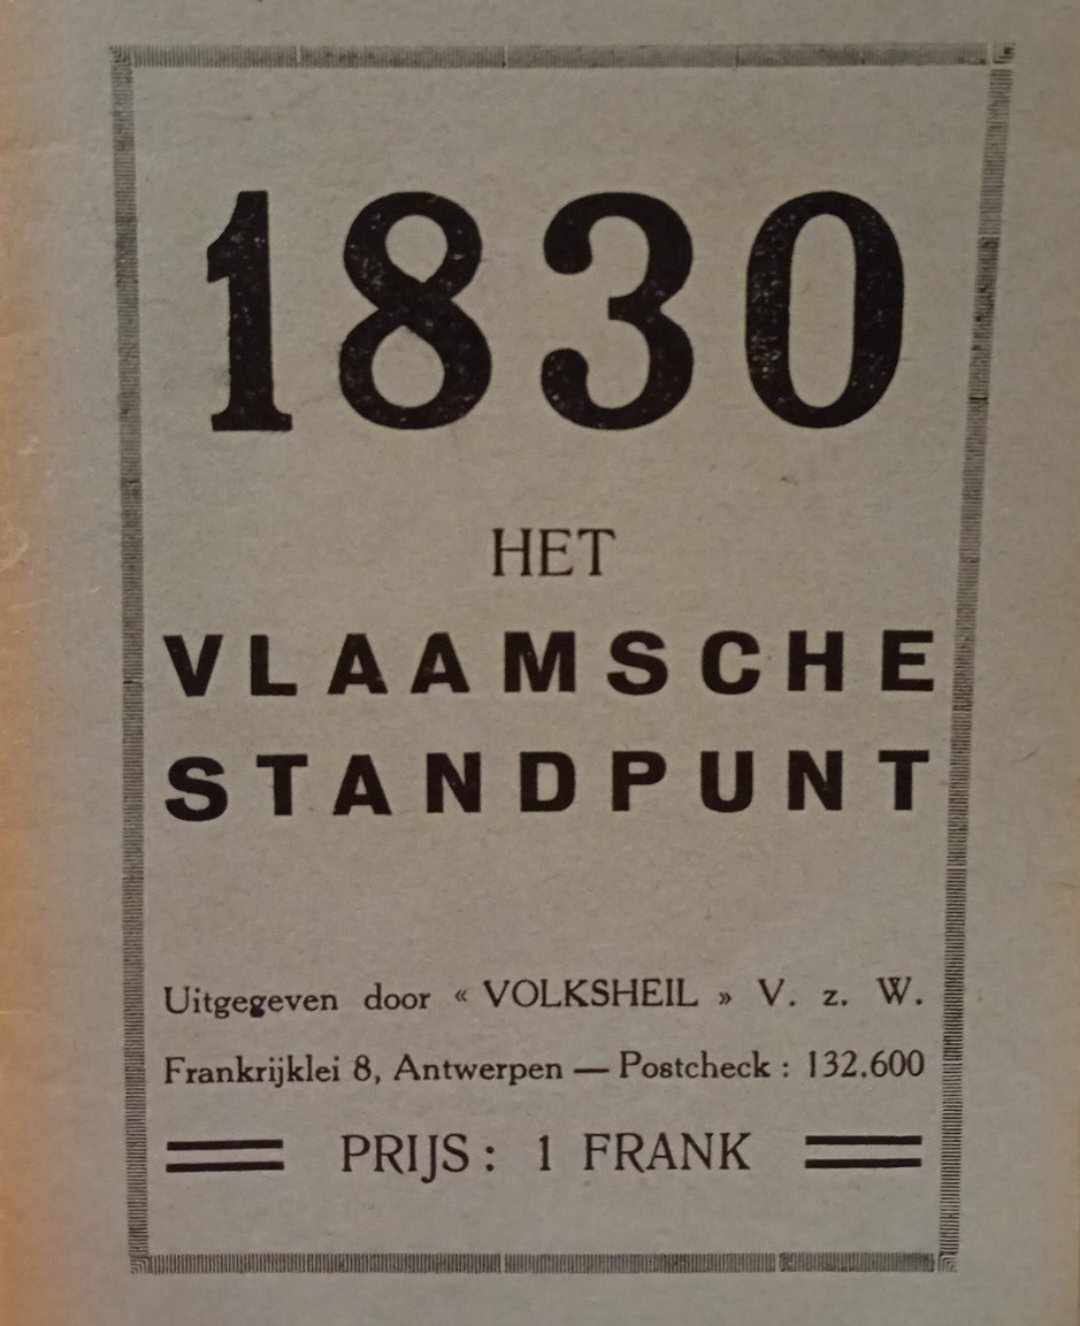 1830
HET
VLAAMSCHE
STANDPUNT
Uitgegeven door « VOLKSHEIL » V. z. W.
Frankrijklei 8, Antwerpen — Postcheck : 132.600
PRIJS : 1 FRANK